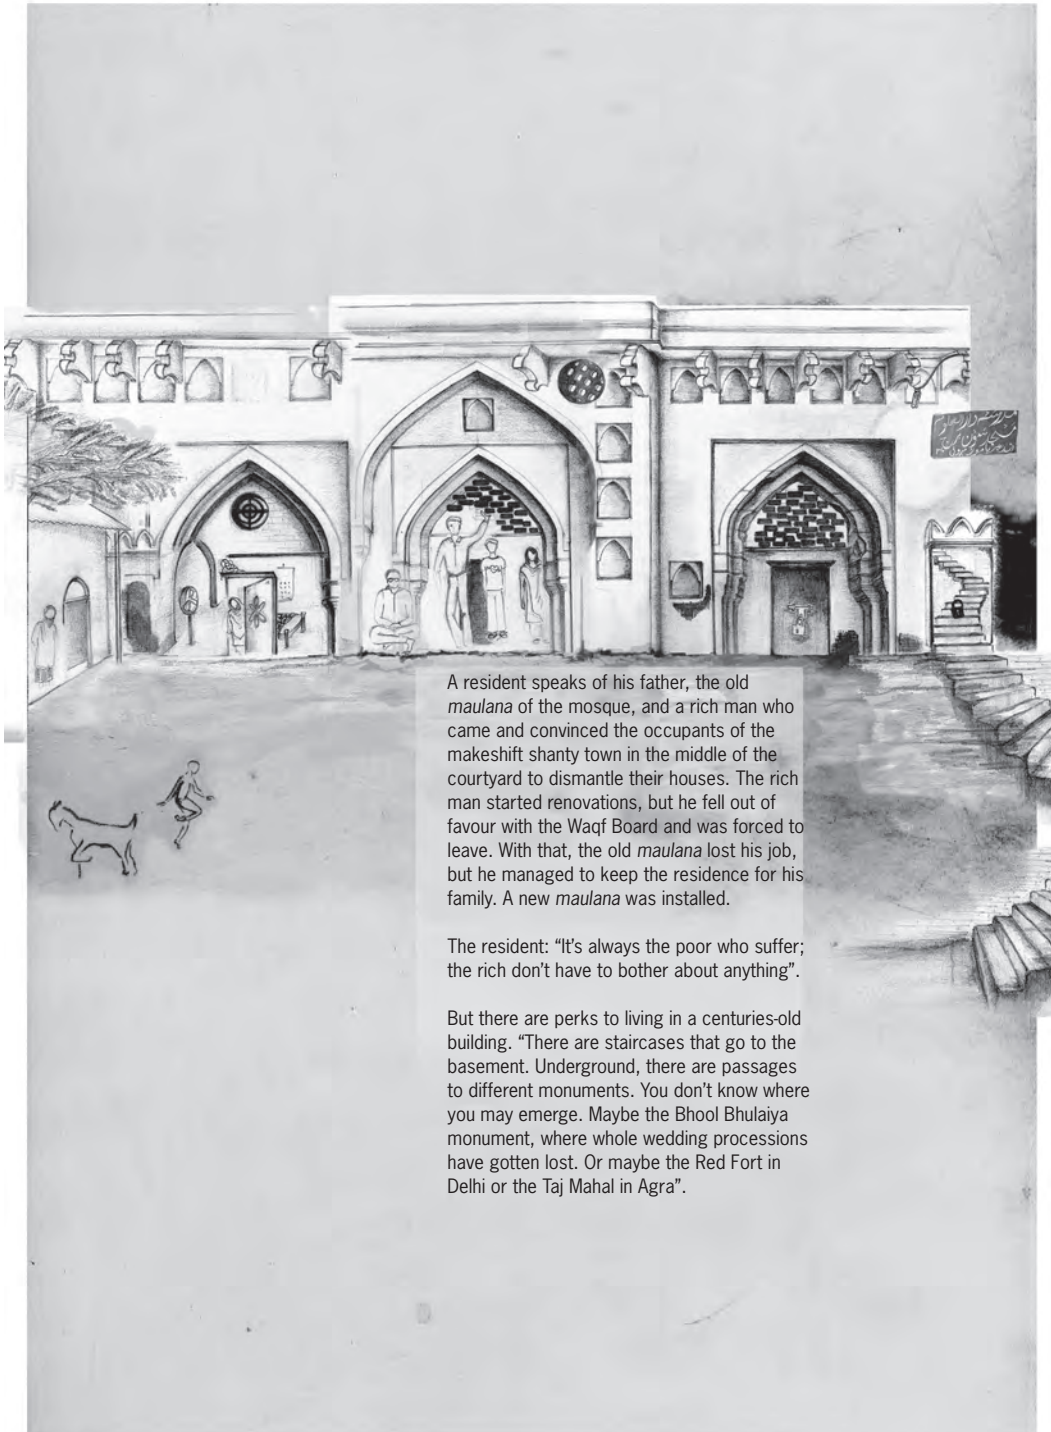 A resident speaks of his father, the old
maulana of the mosque, and a rich man who
came and convinced the occupants of the
makeshift shanty town in the middle of the
courtyard to dismantle their houses. The rich
man started renovations, but he fell out of
favour with the Waqf Board and was forced to
leave. With that, the old maulana lost his job,
but he managed to keep the residence for his
family. A new maulana was installed.
The resident: “It’s always the poor who suffer;
the rich don’t have to bother about anything”.
But there are perks to living in a centuries-old
building. “There are staircases that go to the
basement. Underground, there are passages
to different monuments. You don’t know where
you may emerge. Maybe the Bhool Bhulaiya
monument, where whole wedding processions
have gotten lost. Or maybe the Red Fort in
Delhi or the Taj Mahal in Agra”.